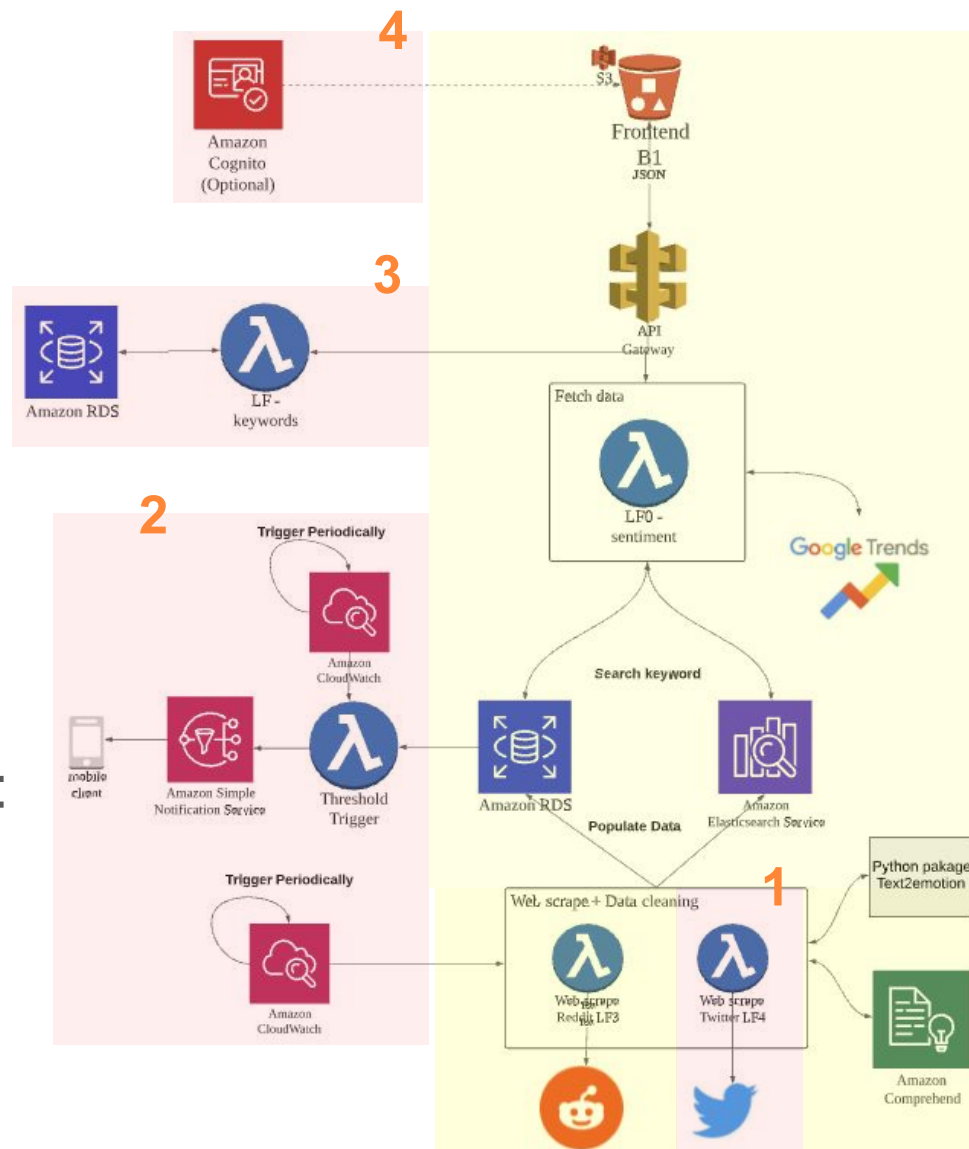 4
S3
Amazon
Cognito
(Optional)
Frontend
B1
JSON
3
API
Gateway
Amazon RDS
LF -
keywords
Fetch data
LF0 -
sentiment
Google Trends
2
Trigger Periodically
Amazon
CloudWatch
Search keyword
mobile
client
Amazon Simple
Notification Service
Threshold
Trigger
Amazon RDS
Amazon
Elasticsearch Service
Populate Data
Trigger Periodically
Amazon
CloudWatch
1
Web scrape + Data cleaning
Python pakage
Text2emotion
Web scrape
Reddit LF3
Web scrape
Twitter LF4
Amazon
Comprehend